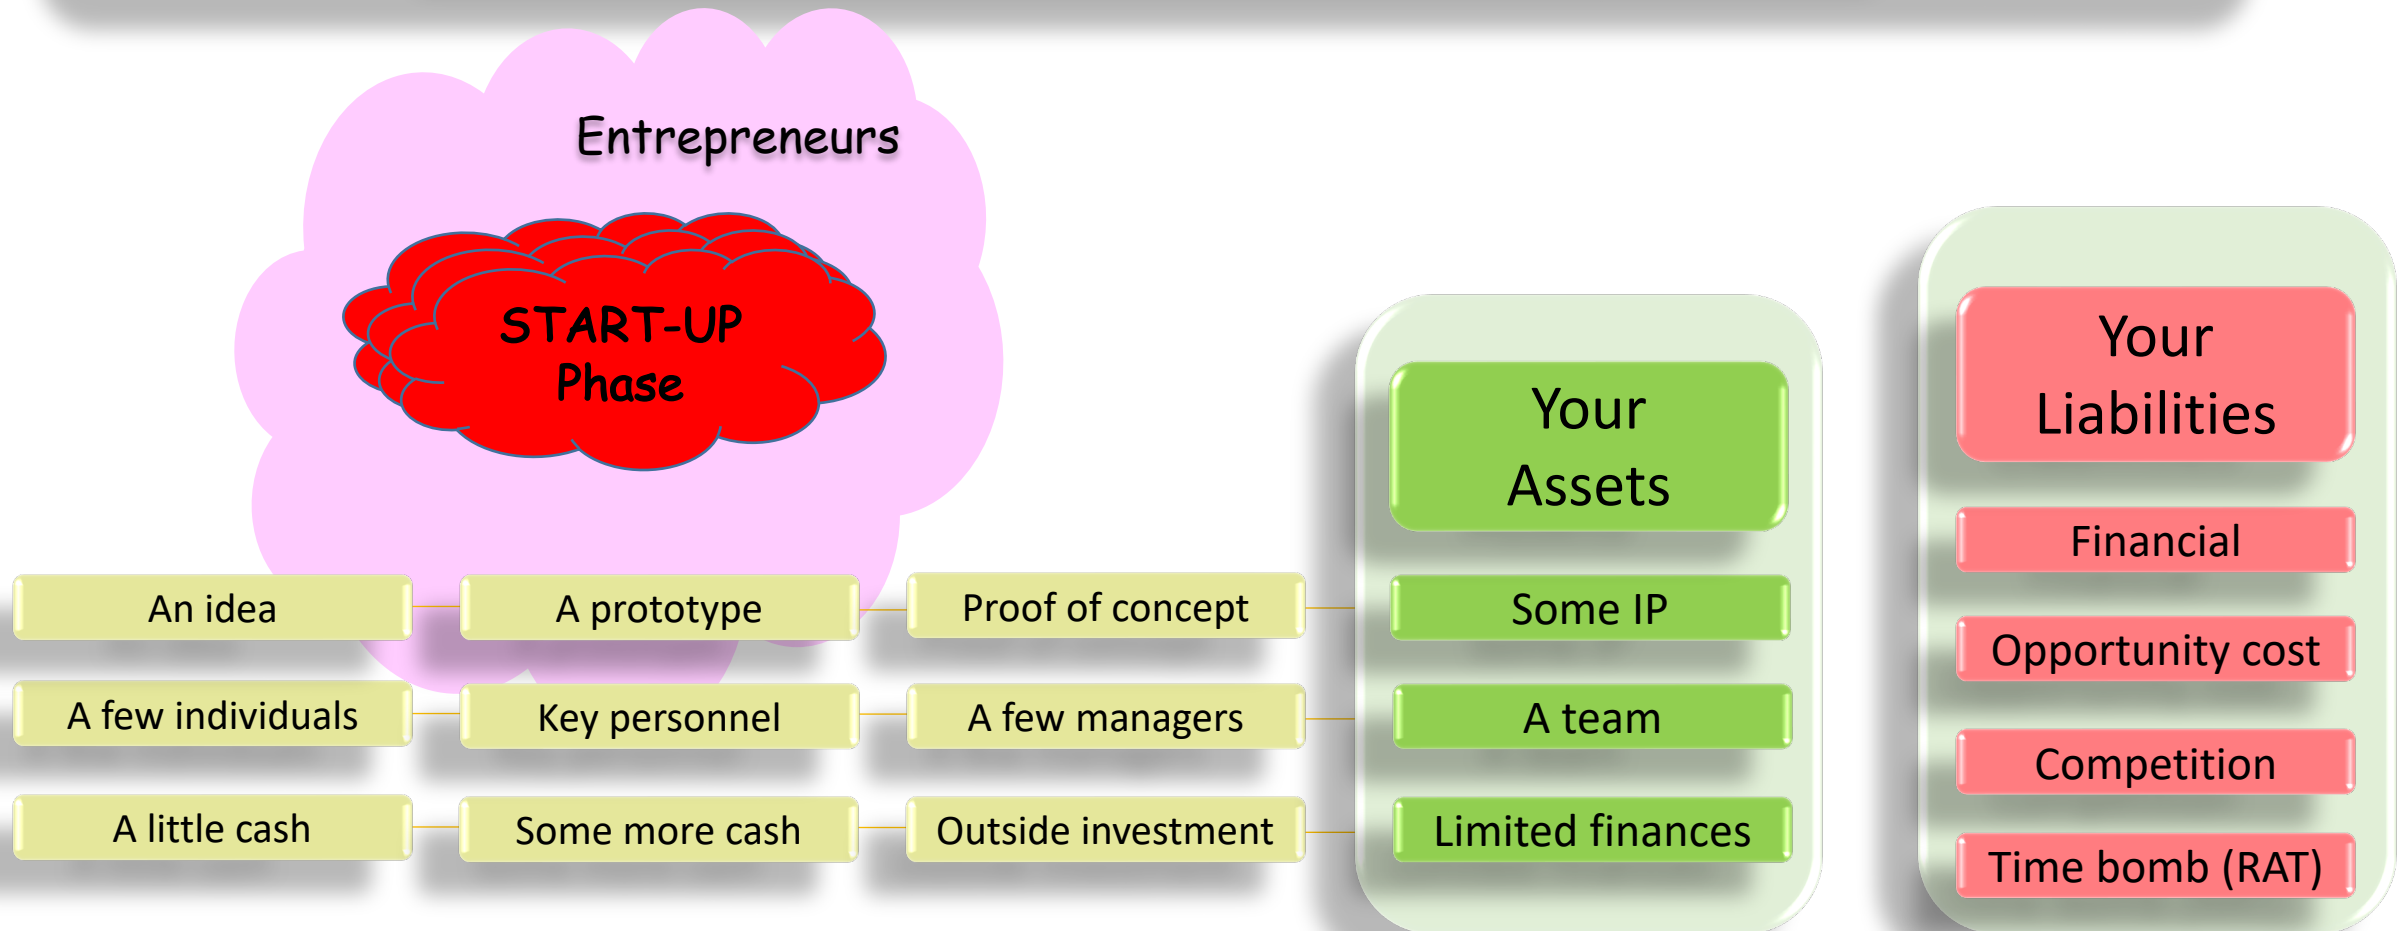 Entrepreneurs
START-UP
Phase
An idea
A prototype
Proof of concept
A few individuals
Key personnel
A few managers
A little cash
Some more cash
Outside investment
Your
Assets
Some IP
A team
Limited finances
Your
Liabilities
Financial
Opportunity cost
Competition
Time bomb (RAT)